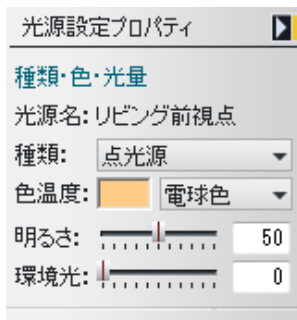 光源設定プロパティ
種類･色･光量
光源名：リビング前視点
種類： 点光源
色温度： 電球色
明るさ： 50
環境光： 0